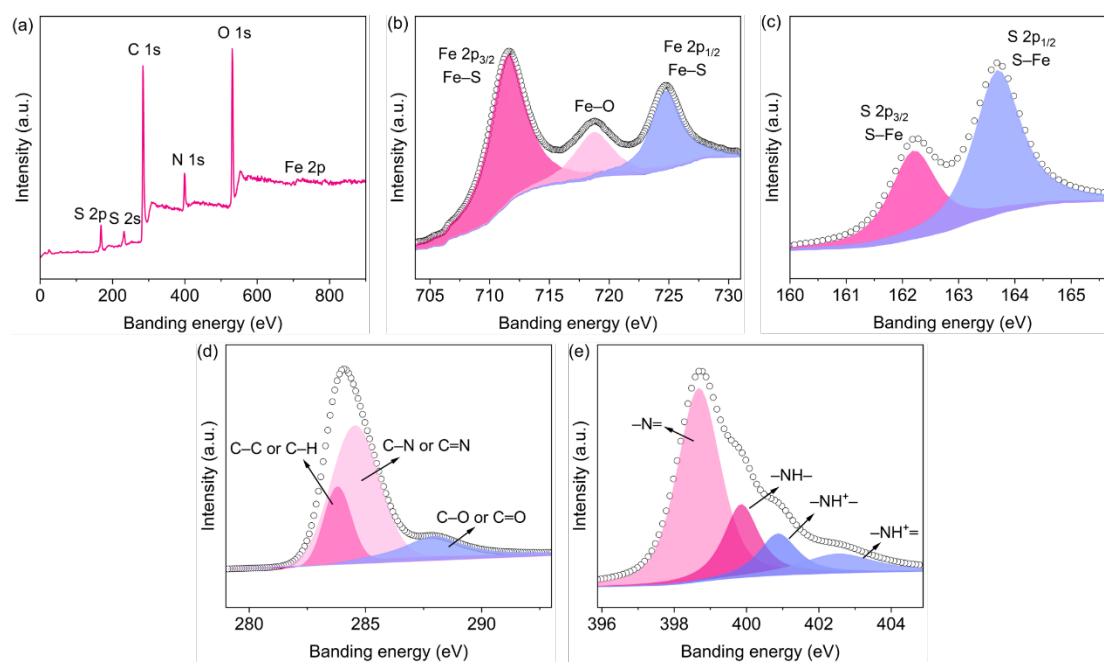 (a)
C 1s
O 1s
N 1s
S 2p
S 2s
Fe 2p
Intensity (a.u.)
0 200 400 600 800
Banding energy (eV)
(b)
Fe 2p3/2
Fe–S
Fe–O
Fe 2p1/2
Fe–S
Intensity (a.u.)
705 710 715 720 725 730
Banding energy (eV)
(c)
S 2p1/2
S–Fe
S 2p3/2
S–Fe
Intensity (a.u.)
160 161 162 163 164 165
Banding energy (eV)
(d)
C–C or C–H
C–N or C=N
C–O or C=O
Intensity (a.u.)
280 285 290
Banding energy (eV)
(e)
–N=
–NH–
–NH+–
–NH+=
Intensity (a.u.)
396 398 400 402 404
Banding energy (eV)